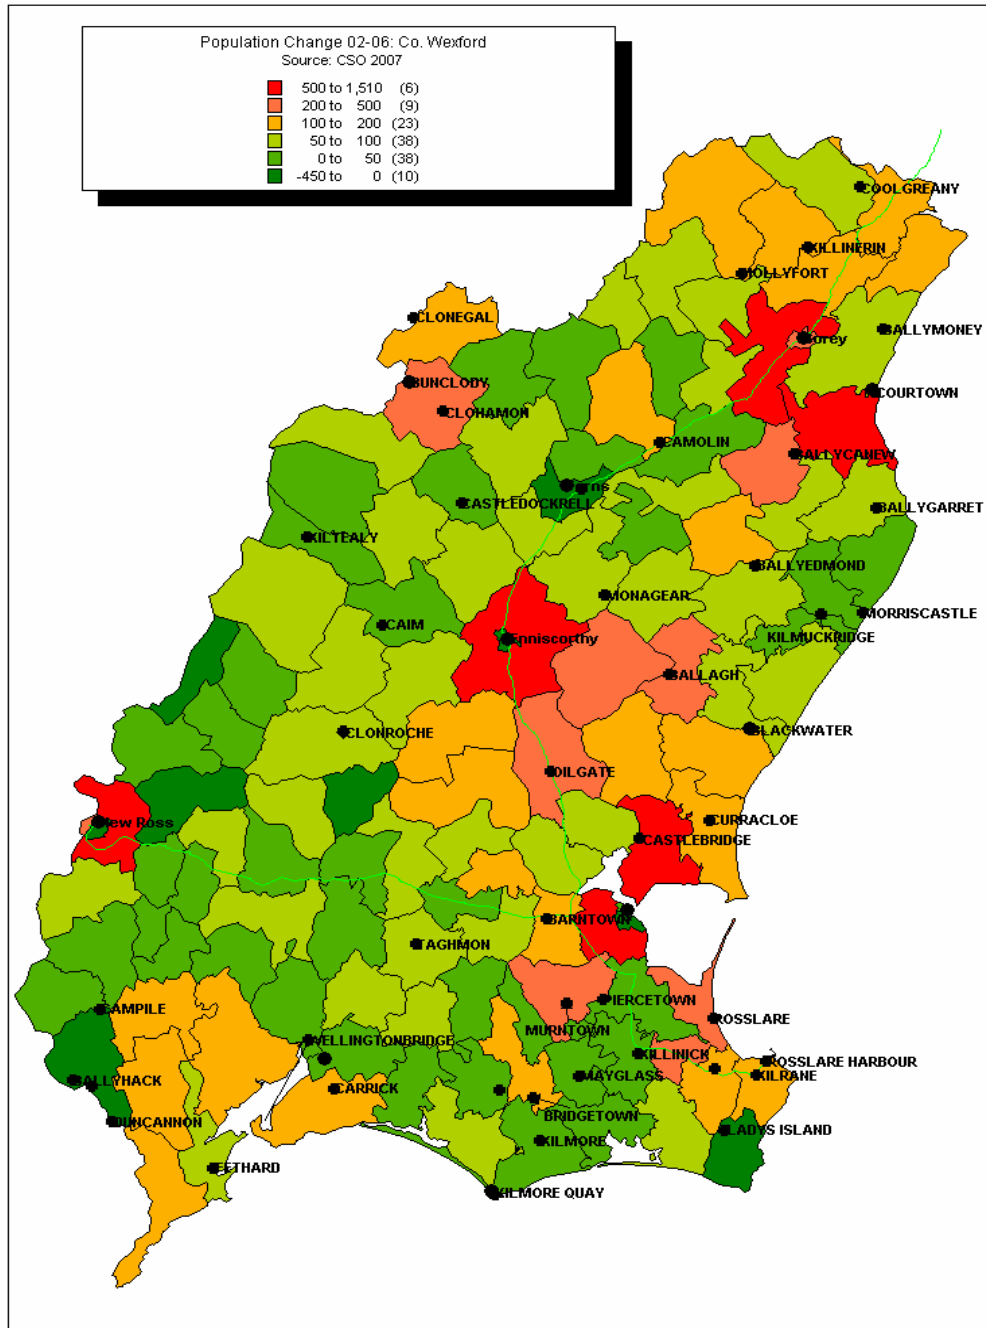 Population Change 02-06: Co. Wexford
Source: CSO 2007
500 to 1,510 (6)
200 to 500 (9)
100 to 200 (23)
50 to 100 (38)
0 to 50 (38)
-450 to 0 (10)
COOLGREANY
KILLINERIN
HOLLYFORT
CLONEGAL
BALLYMONEY
Gorey
BUNCLODY
COURTOWN
CLOHAMON
CAMOLIN
BALLYCANEW
Ferns
CASTLEDOCKRELL
BALLYGARRET
KILTEALY
BALLYEDMOND
MONAGEAR
MORRISCASTLE
CAIM
KILMUCKRIDGE
Enniscorthy
BALLAGH
CLONROCHE
BLACKWATER
OILGATE
New Ross
CURRACLOE
CASTLEBRIDGE
BARNTOWN
TAGHMON
PIERCETOWN
CAMPILE
MURNTOWN
ROSSLARE
WELLINGTONBRIDGE
KILLINICK
ROSSLARE HARBOUR
BALLYHACK
CARRICK
MAYGLASS
KILRANE
DUNCANNON
BRIDGETOWN
LADYS ISLAND
KILMORE
FETHARD
KILMORE QUAY